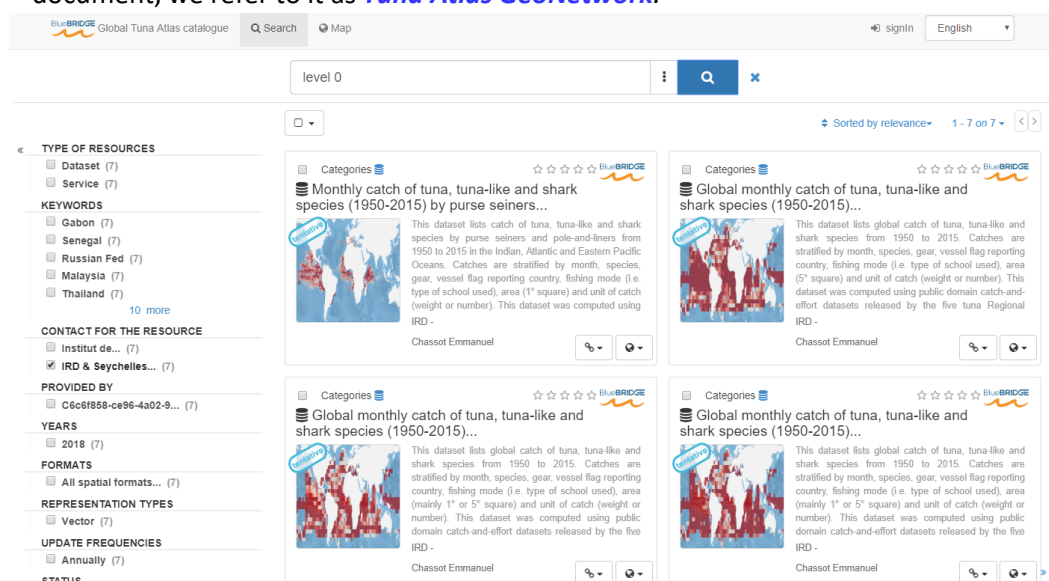 document, we refer to it as Tuna Atlas GeoNetwork.
BlueBRIDGE Global Tuna Atlas catalogue Search Map signIn English
level 0
Sorted by relevance 1 - 7 on 7
« TYPE OF RESOURCES
Dataset (7)
Service (7)
KEYWORDS
Gabon (7)
Senegal (7)
Russian Fed (7)
Malaysia (7)
Thailand (7)
10 more
CONTACT FOR THE RESOURCE
Institut de... (7)
IRD & Seychelles... (7)
PROVIDED BY
C6c6f858-ce96-4a02-9... (7)
YEARS
2018 (7)
FORMATS
All spatial formats... (7)
REPRESENTATION TYPES
Vector (7)
UPDATE FREQUENCIES
Annually (7)
STATUS
Categories BlueBRIDGE
Monthly catch of tuna, tuna-like and shark
species (1950-2015) by purse seiners...
tentative
This dataset lists catch of tuna, tuna-like and shark
species by purse seiners and pole-and-liners from
1950 to 2015 in the Indian, Atlantic and Eastern Pacific
Oceans. Catches are stratified by month, species,
gear, vessel flag reporting country, fishing mode (i.e.
type of school used), area (1° square) and unit of catch
(weight or number). This dataset was computed using
IRD -
Chassot Emmanuel
Categories BlueBRIDGE
Global monthly catch of tuna, tuna-like and
shark species (1950-2015)...
tentative
This dataset lists global catch of tuna, tuna-like and
shark species from 1950 to 2015. Catches are
stratified by month, species, gear, vessel flag reporting
country, fishing mode (i.e. type of school used), area
(5° square) and unit of catch (weight or number). This
dataset was computed using public domain catch-and-
effort datasets released by the five tuna Regional
IRD -
Chassot Emmanuel
Categories BlueBRIDGE
Global monthly catch of tuna, tuna-like and
shark species (1950-2015)...
tentative
This dataset lists global catch of tuna, tuna-like and
shark species from 1950 to 2015. Catches are
stratified by month, species, gear, vessel flag reporting
country, fishing mode (i.e. type of school used), area
(mainly 1° or 5° square) and unit of catch (weight or
number). This dataset was computed using public
domain catch-and-effort datasets released by the five
IRD -
Chassot Emmanuel
Categories BlueBRIDGE
Global monthly catch of tuna, tuna-like and
shark species (1950-2015)...
tentative
This dataset lists global catch of tuna, tuna-like and
shark species from 1950 to 2015. Catches are
stratified by month, species, gear, vessel flag reporting
country, fishing mode (i.e. type of school used), area
(mainly 1° or 5° square) and unit of catch (weight or
number). This dataset was computed using public
domain catch-and-effort datasets released by the five
IRD -
Chassot Emmanuel
»